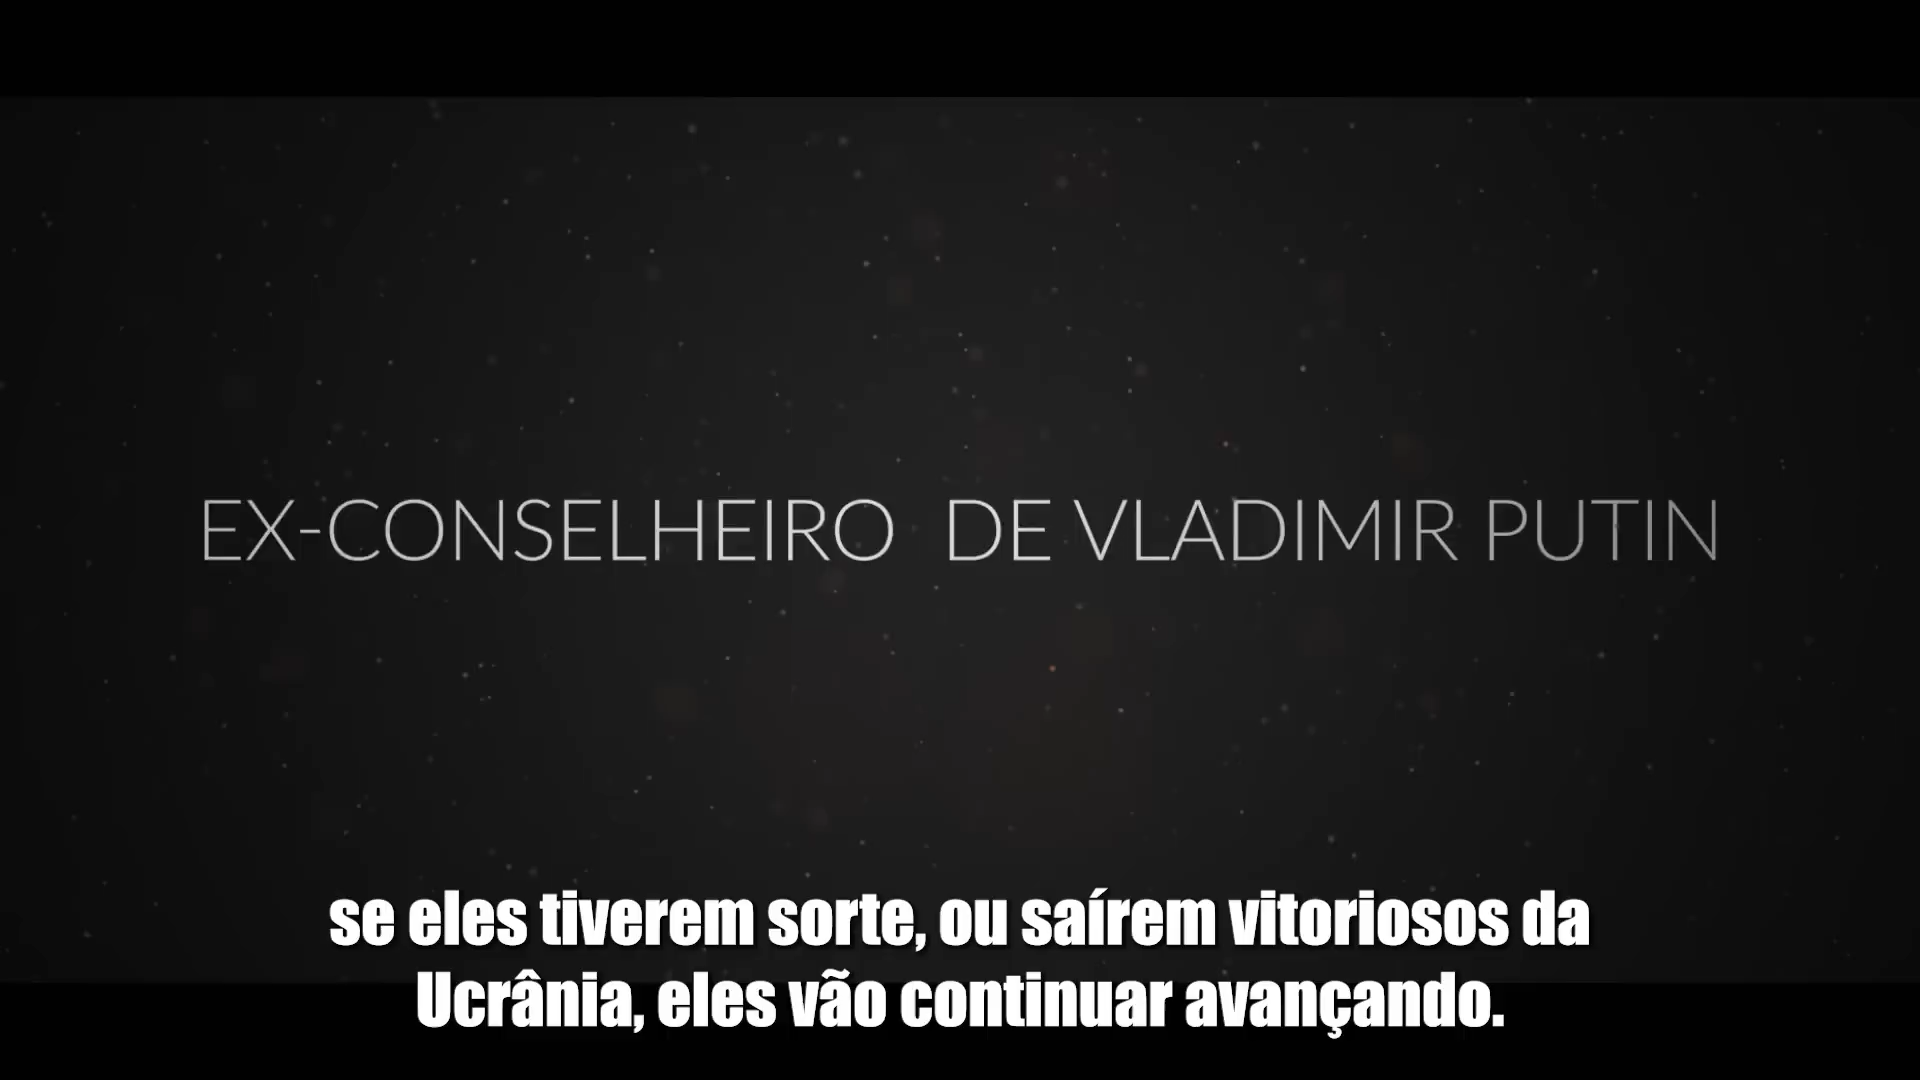 EX-CONSELHEIRO DE VLADIMIR PUTIN
se eles tiverem sorte, ou saírem vitoriosos da
Ucrânia, eles vão continuar avançando.